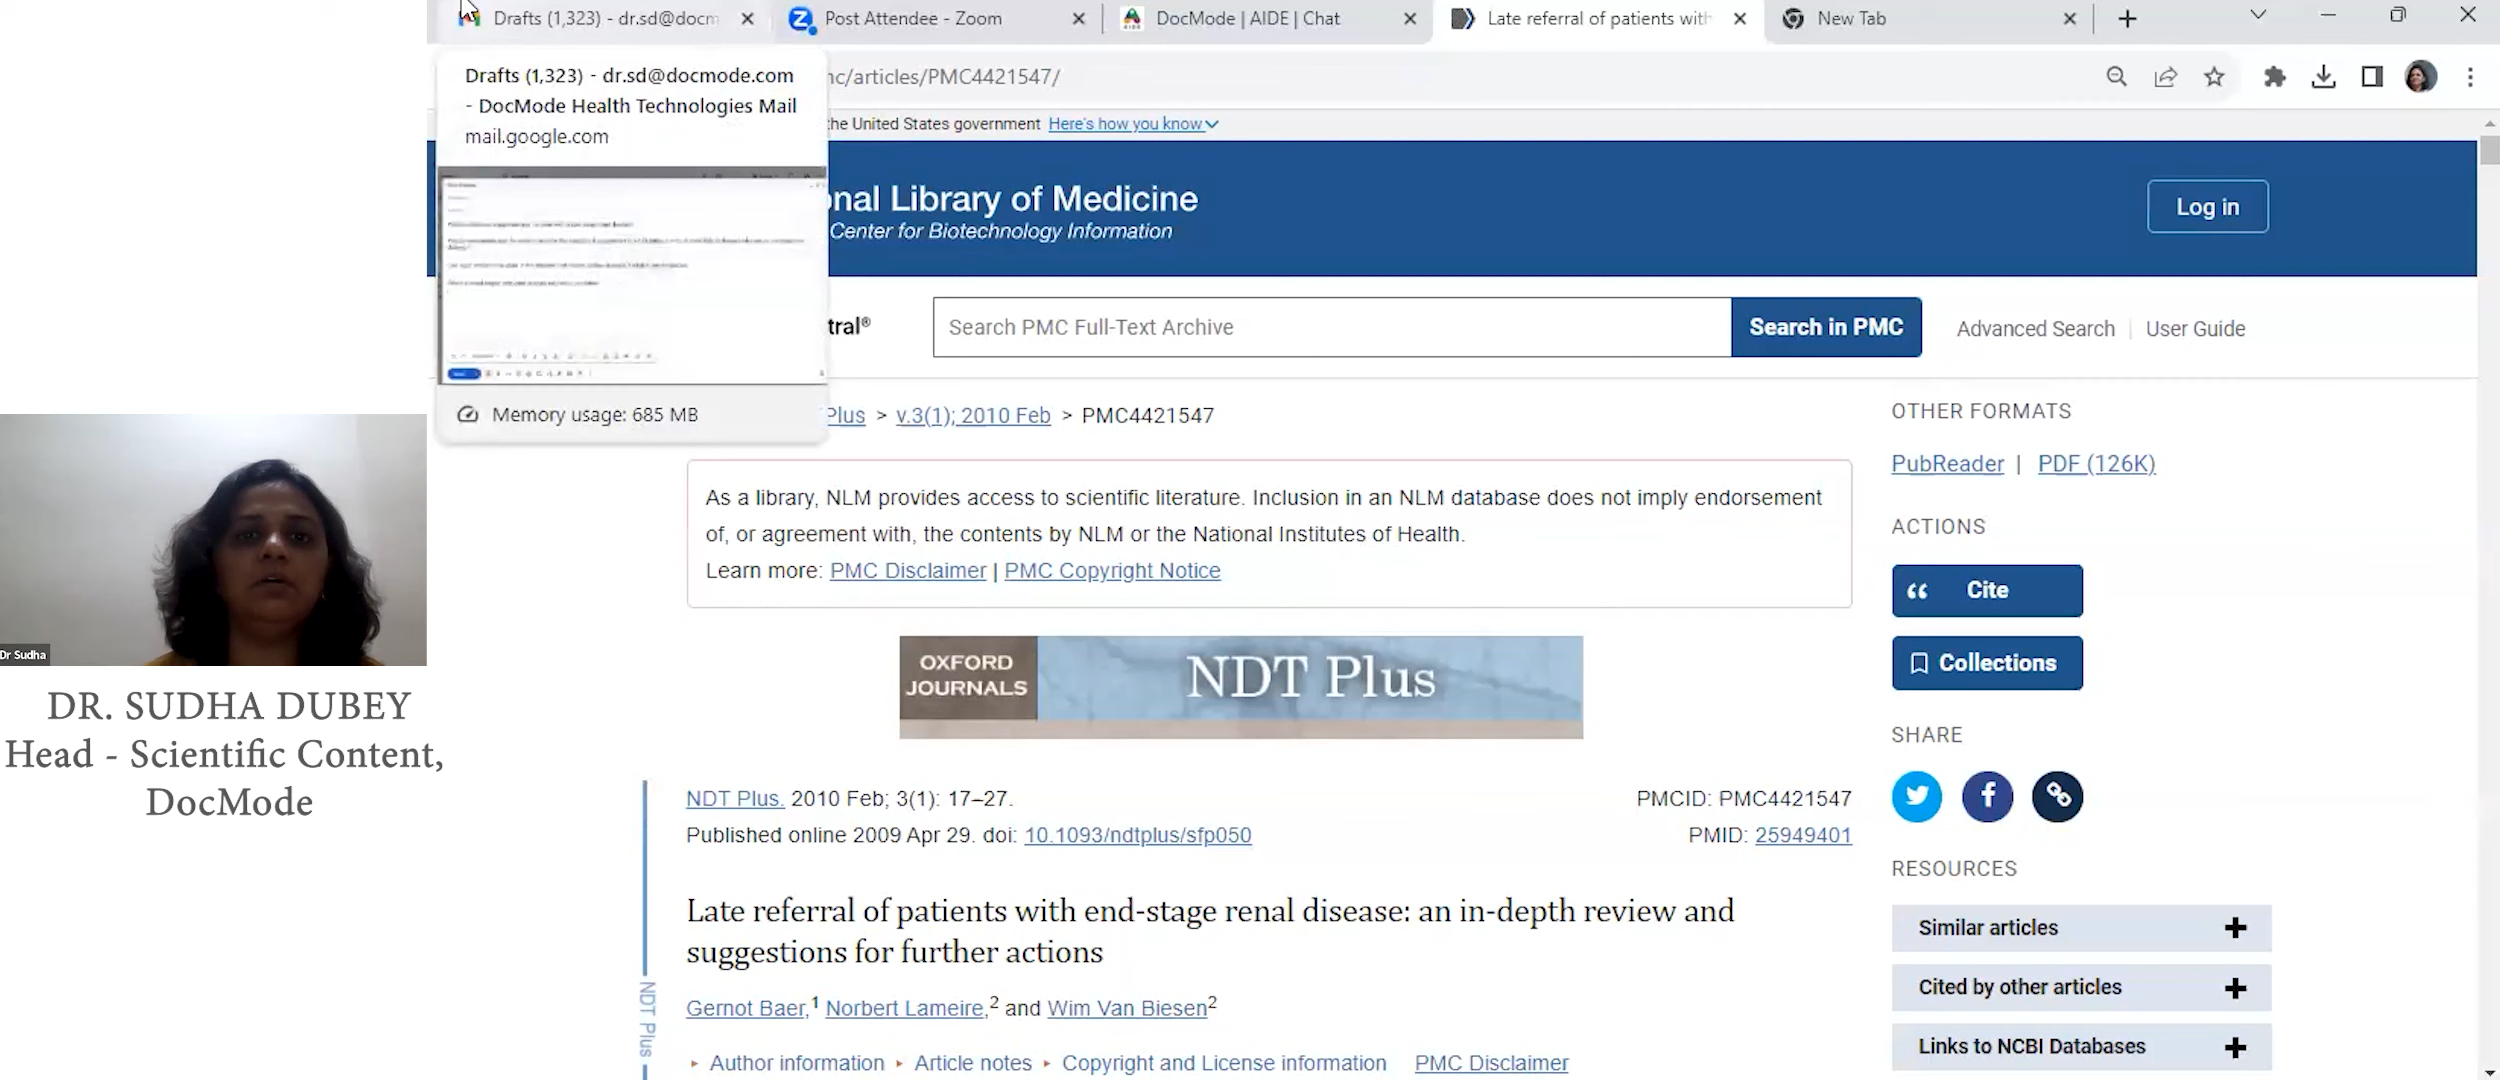 Drafts (1,323) - dr.sd@docm
Post Attendee - Zoom
DocMode | AIDE | Chat
Late referral of patients with
New Tab
Drafts (1,323) - dr.sd@docmode.com
- DocMode Health Technologies Mail
mail.google.com
Memory usage: 685 MB
nc/articles/PMC4421547/
the United States government Here's how you know
onal Library of Medicine
Center for Biotechnology Information
Log in
tral®
Search PMC Full-Text Archive
Search in PMC
Advanced Search
User Guide
Plus > v.3(1); 2010 Feb > PMC4421547
As a library, NLM provides access to scientific literature. Inclusion in an NLM database does not imply endorsement
of, or agreement with, the contents by NLM or the National Institutes of Health.
Learn more: PMC Disclaimer | PMC Copyright Notice
OXFORD
JOURNALS
NDT Plus
NDT Plus. 2010 Feb; 3(1): 17–27.
Published online 2009 Apr 29. doi: 10.1093/ndtplus/sfp050
PMCID: PMC4421547
PMID: 25949401
Late referral of patients with end-stage renal disease: an in-depth review and
suggestions for further actions
Gernot Baer,1 Norbert Lameire,2 and Wim Van Biesen2
Author information
Article notes
Copyright and License information
PMC Disclaimer
NDT Plus
OTHER FORMATS
PubReader | PDF (126K)
ACTIONS
Cite
Collections
SHARE
RESOURCES
Similar articles
Cited by other articles
Links to NCBI Databases
Dr Sudha
DR. SUDHA DUBEY
Head - Scientific Content,
DocMode